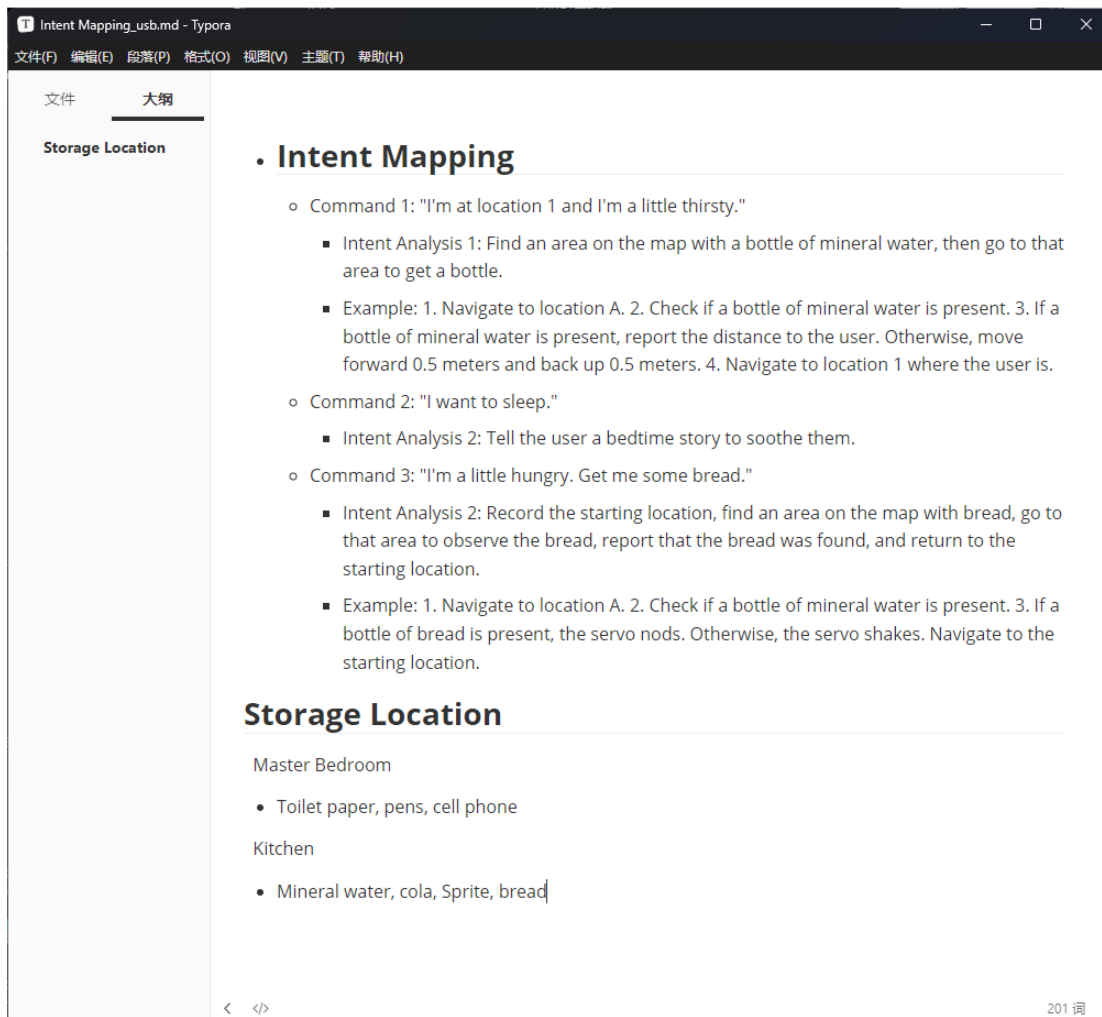 Intent Mapping_usb.md - Typora
文件(F) 编辑(E) 段落(P) 格式(O) 视图(V) 主题(T) 帮助(H)
文件 大纲
Storage Location
Intent Mapping
Command 1: "I'm at location 1 and I'm a little thirsty."
Intent Analysis 1: Find an area on the map with a bottle of mineral water, then go to that
area to get a bottle.
Example: 1. Navigate to location A. 2. Check if a bottle of mineral water is present. 3. If a
bottle of mineral water is present, report the distance to the user. Otherwise, move
forward 0.5 meters and back up 0.5 meters. 4. Navigate to location 1 where the user is.
Command 2: "I want to sleep."
Intent Analysis 2: Tell the user a bedtime story to soothe them.
Command 3: "I'm a little hungry. Get me some bread."
Intent Analysis 2: Record the starting location, find an area on the map with bread, go to
that area to observe the bread, report that the bread was found, and return to the
starting location.
Example: 1. Navigate to location A. 2. Check if a bottle of mineral water is present. 3. If a
bottle of bread is present, the servo nods. Otherwise, the servo shakes. Navigate to the
starting location.
Storage Location
Master Bedroom
Toilet paper, pens, cell phone
Kitchen
Mineral water, cola, Sprite, bread
201 词